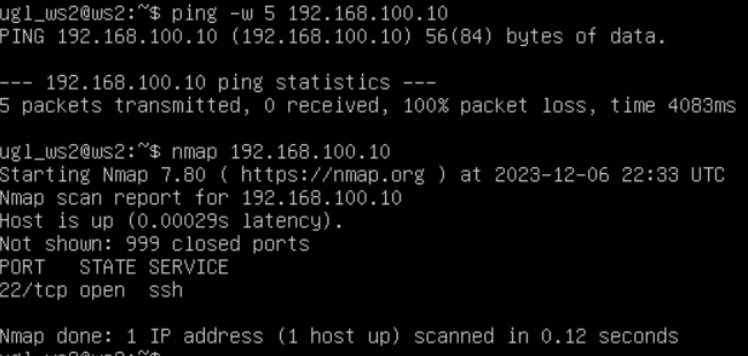 ugl_ws2@ws2:~$ ping -w 5 192.168.100.10
PING 192.168.100.10 (192.168.100.10) 56(84) bytes of data.
--- 192.168.100.10 ping statistics ---
5 packets transmitted, 0 received, 100% packet loss, time 4083ms
ugl_ws2@ws2:~$ nmap 192.168.100.10
Starting Nmap 7.80 ( https://nmap.org ) at 2023-12-06 22:33 UTC
Nmap scan report for 192.168.100.10
Host is up (0.00029s latency).
Not shown: 999 closed ports
PORT   STATE SERVICE
22/tcp open  ssh
Nmap done: 1 IP address (1 host up) scanned in 0.12 seconds